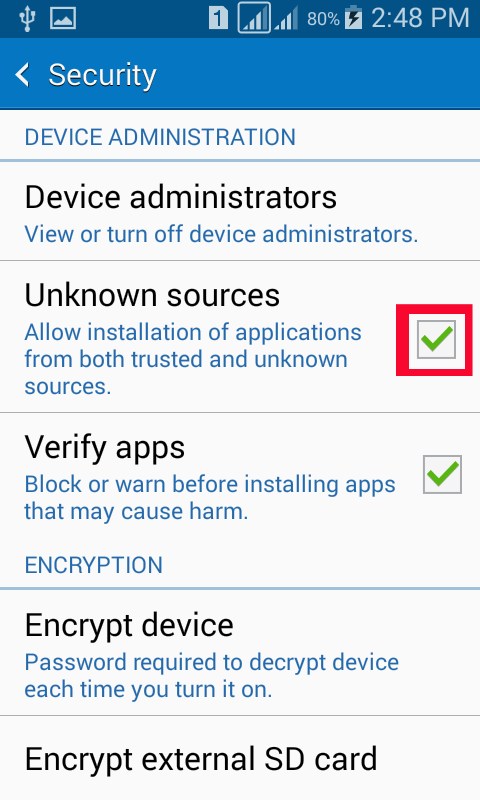 1 80% 2:48 PM
Security
DEVICE ADMINISTRATION
Device administrators
View or turn off device administrators.
Unknown sources
Allow installation of applications
from both trusted and unknown
sources.
Verify apps
Block or warn before installing apps
that may cause harm.
ENCRYPTION
Encrypt device
Password required to decrypt device
each time you turn it on.
Encrypt external SD card